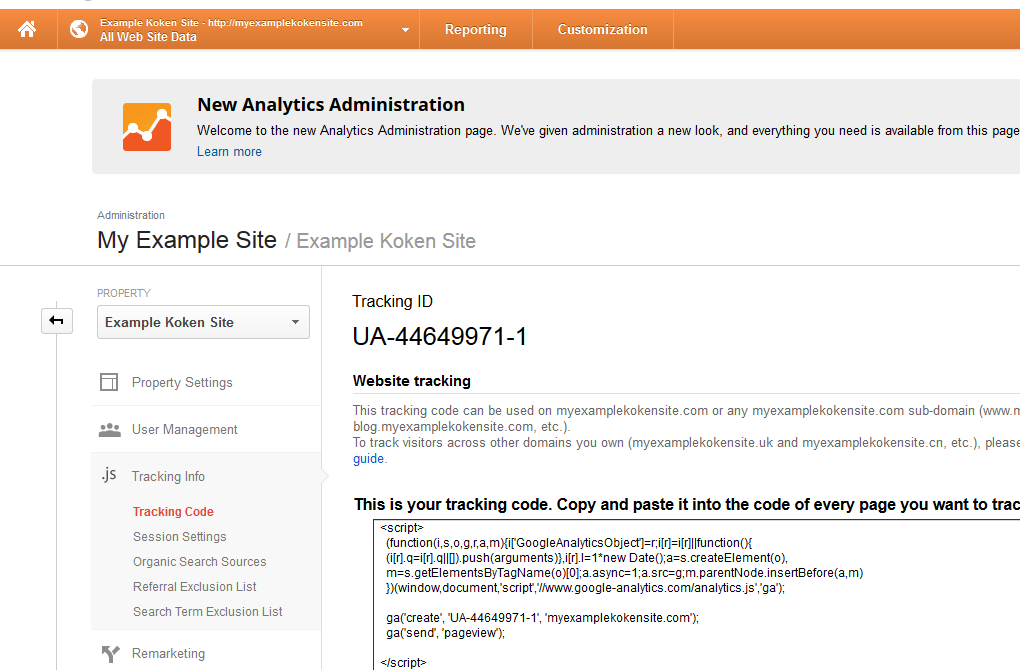 Example Koken Site - http://myexamplekokensite.com
All Web Site Data
Reporting
Customization
New Analytics Administration
Welcome to the new Analytics Administration page. We've given administration a new look, and everything you need is available from this page
Learn more
Administration
My Example Site / Example Koken Site
PROPERTY
Example Koken Site
Property Settings
User Management
.js Tracking Info
Tracking Code
Session Settings
Organic Search Sources
Referral Exclusion List
Search Term Exclusion List
Remarketing
Tracking ID
UA-44649971-1
Website tracking
This tracking code can be used on myexamplekokensite.com or any myexamplekokensite.com sub-domain (www.m
blog.myexamplekokensite.com, etc.).
To track visitors across other domains you own (myexamplekokensite.uk and myexamplekokensite.cn, etc.), please
guide.
This is your tracking code. Copy and paste it into the code of every page you want to trac
<script>
(function(i,s,o,g,r,a,m){i['GoogleAnalyticsObject']=r;i[r]=i[r]||function(){
(i[r].q=i[r].q||[]).push(arguments)},i[r].l=1*new Date();a=s.createElement(o),
m=s.getElementsByTagName(o)[0];a.async=1;a.src=g;m.parentNode.insertBefore(a,m)
})(window,document,'script','//www.google-analytics.com/analytics.js','ga');
ga('create', 'UA-44649971-1', 'myexamplekokensite.com');
ga('send', 'pageview');
</script>